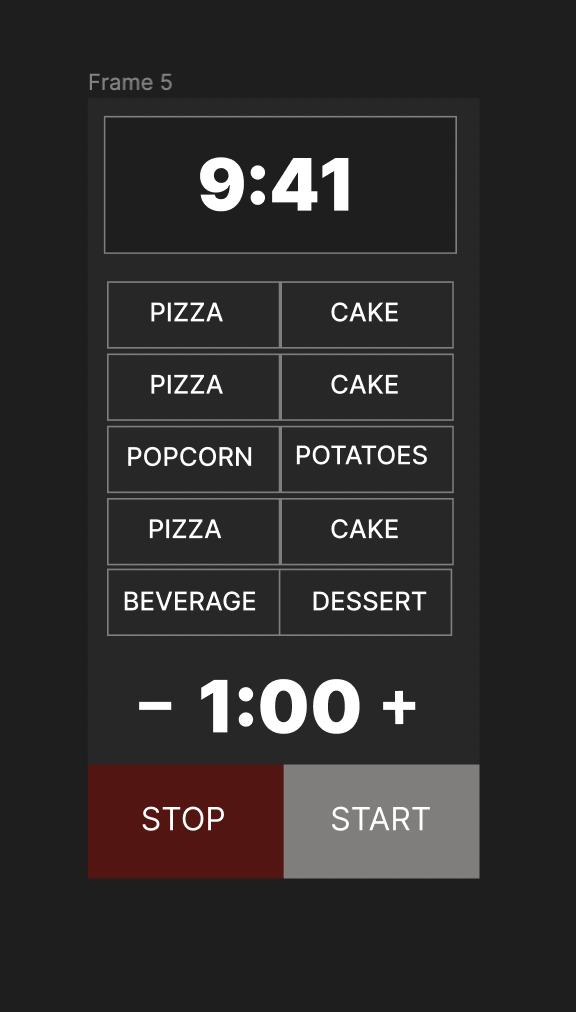 Frame 5
9:41
PIZZA CAKE
PIZZA CAKE
POPCORN POTATOES
PIZZA CAKE
BEVERAGE DESSERT
− 1:00 +
STOP START